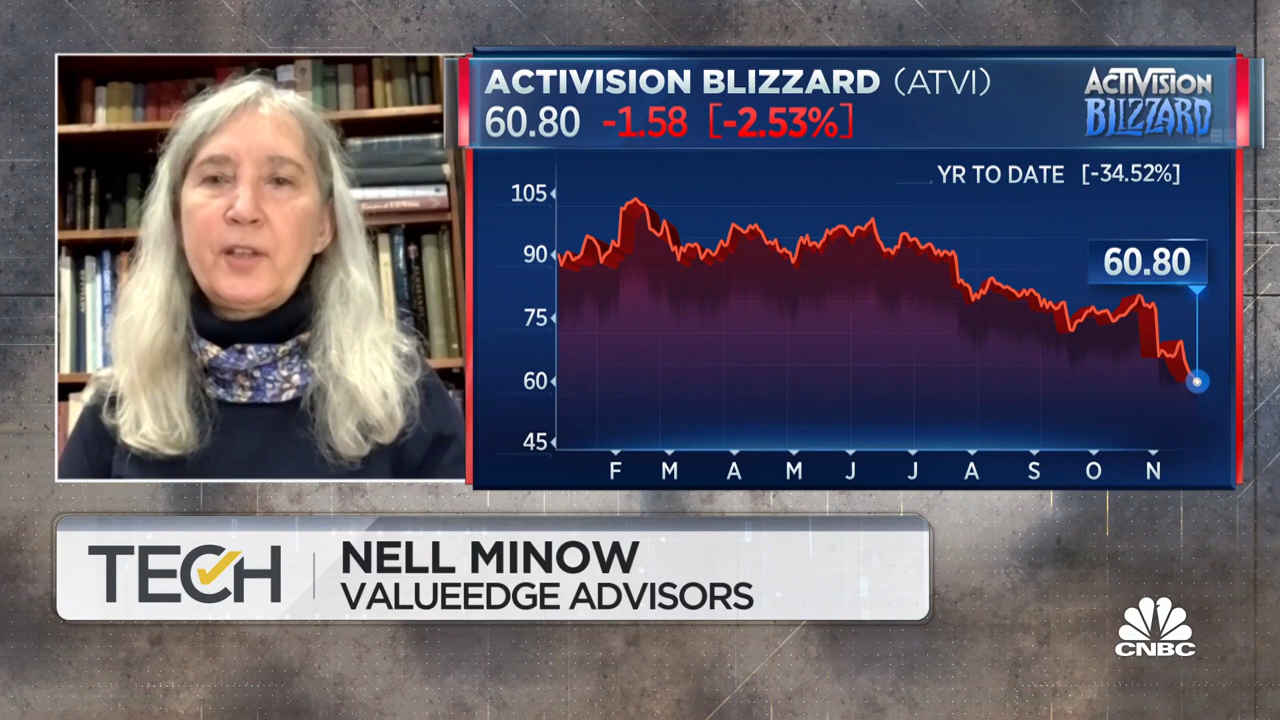 ACTIVISION BLIZZARD (ATVI)
60.80 -1.58 [-2.53%]
ACTIVISION
BLIZZARD
YR TO DATE [-34.52%]
105
90
75
60
45
60.80
F M A M J J A S O N
TECH
NELL MINOW
VALUEEDGE ADVISORS
CNBC